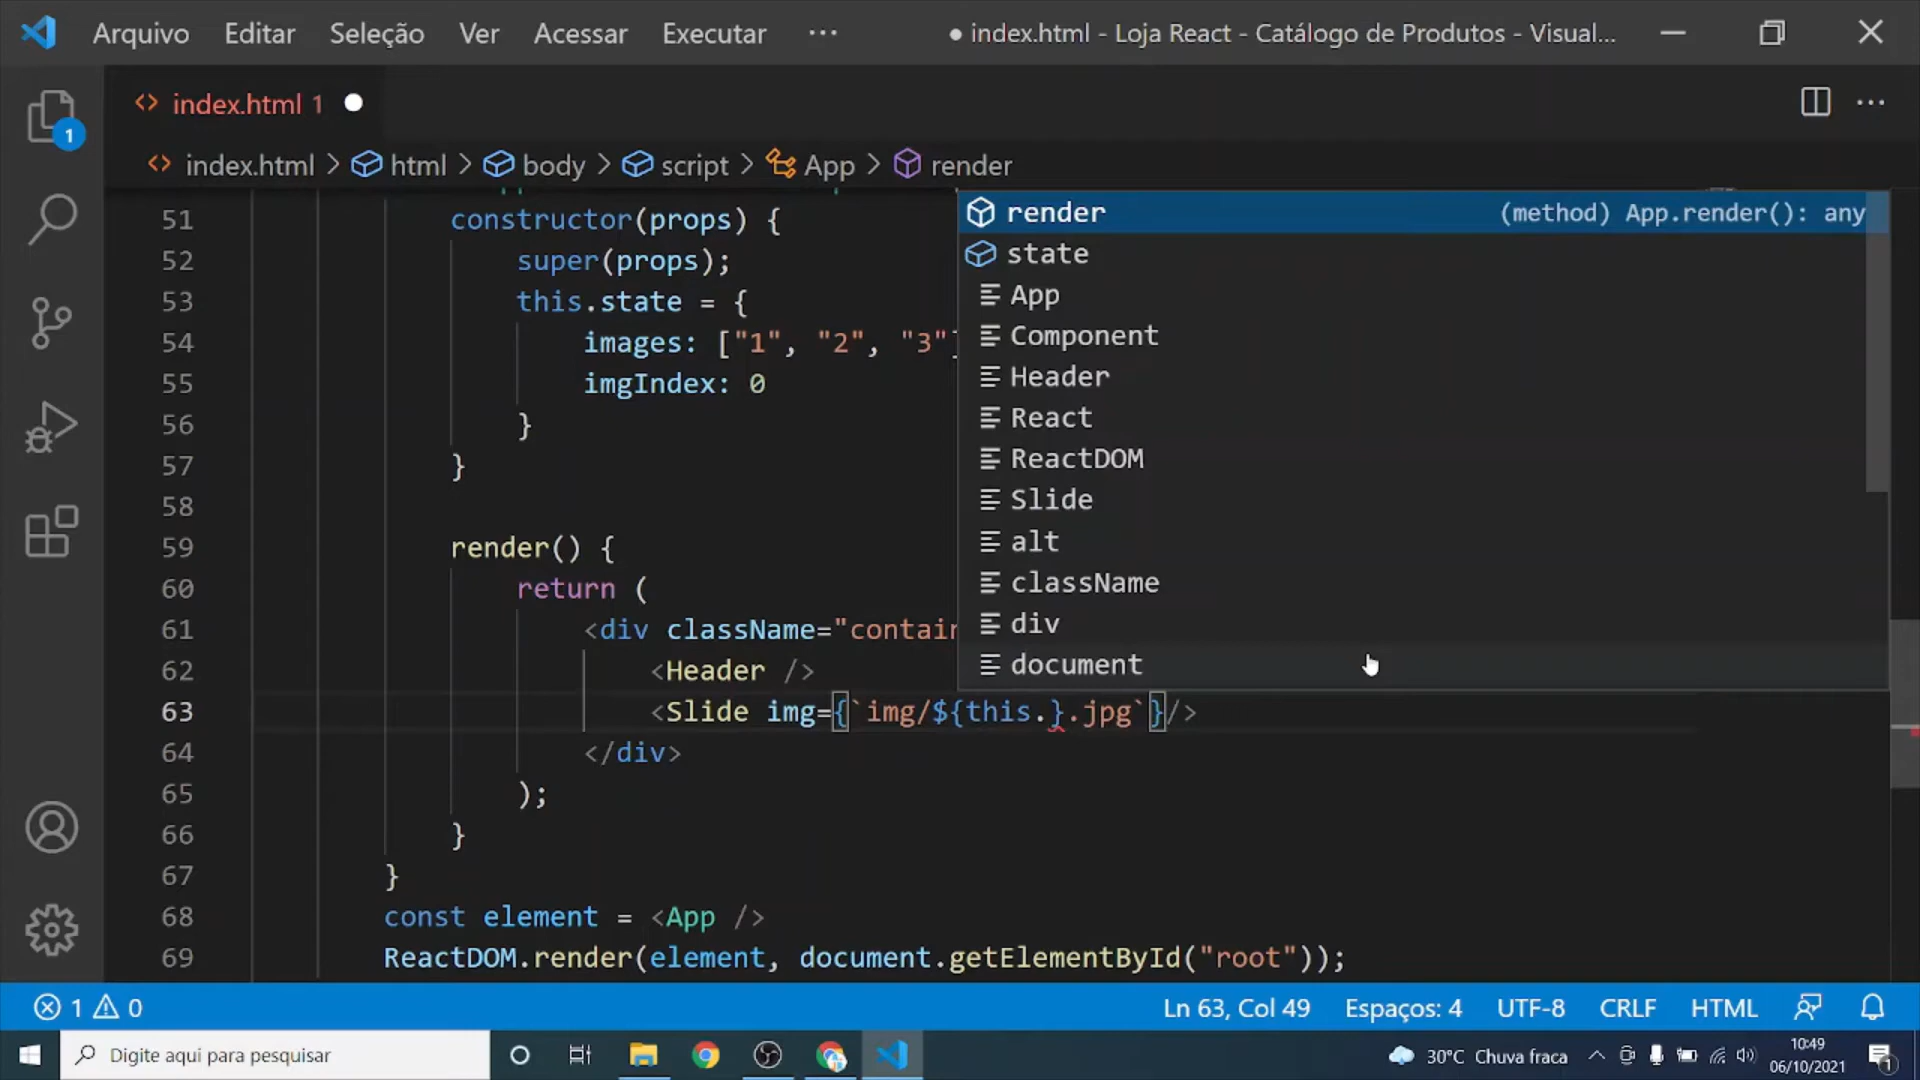 Arquivo Editar Seleção Ver Acessar Executar ··· ● index.html - Loja React - Catálogo de Produtos - Visual...
index.html 1
1
index.html > html > body > script > App > render
51 constructor(props) {
52 super(props);
53 this.state = {
54 images: ["1", "2", "3"]
55 imgIndex: 0
56 }
57 }
58
59 render() {
60 return (
61 <div className="contain
62 <Header />
63 <Slide img={`img/${this.}.jpg`}/>
64 </div>
65 );
66 }
67 }
68 const element = <App />
69 ReactDOM.render(element, document.getElementById("root"));
render (method) App.render(): any
state
App
Component
Header
React
ReactDOM
Slide
alt
className
div
document
1 0 Ln 63, Col 49 Espaços: 4 UTF-8 CRLF HTML
Digite aqui para pesquisar 30°C Chuva fraca 10:49
06/10/2021 1